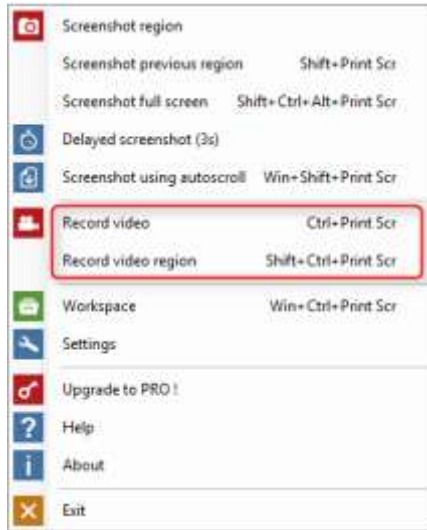 Screenshot region
Screenshot previous region Shift+Print Scr
Screenshot full screen Shift+Ctrl+Alt+Print Scr
Delayed screenshot (3s)
Screenshot using autoscroll Win+Shift+Print Scr
Record video Ctrl+Print Scr
Record video region Shift+Ctrl+Print Scr
Workspace Win+Ctrl+Print Scr
Settings
Upgrade to PRO !
Help
About
Exit